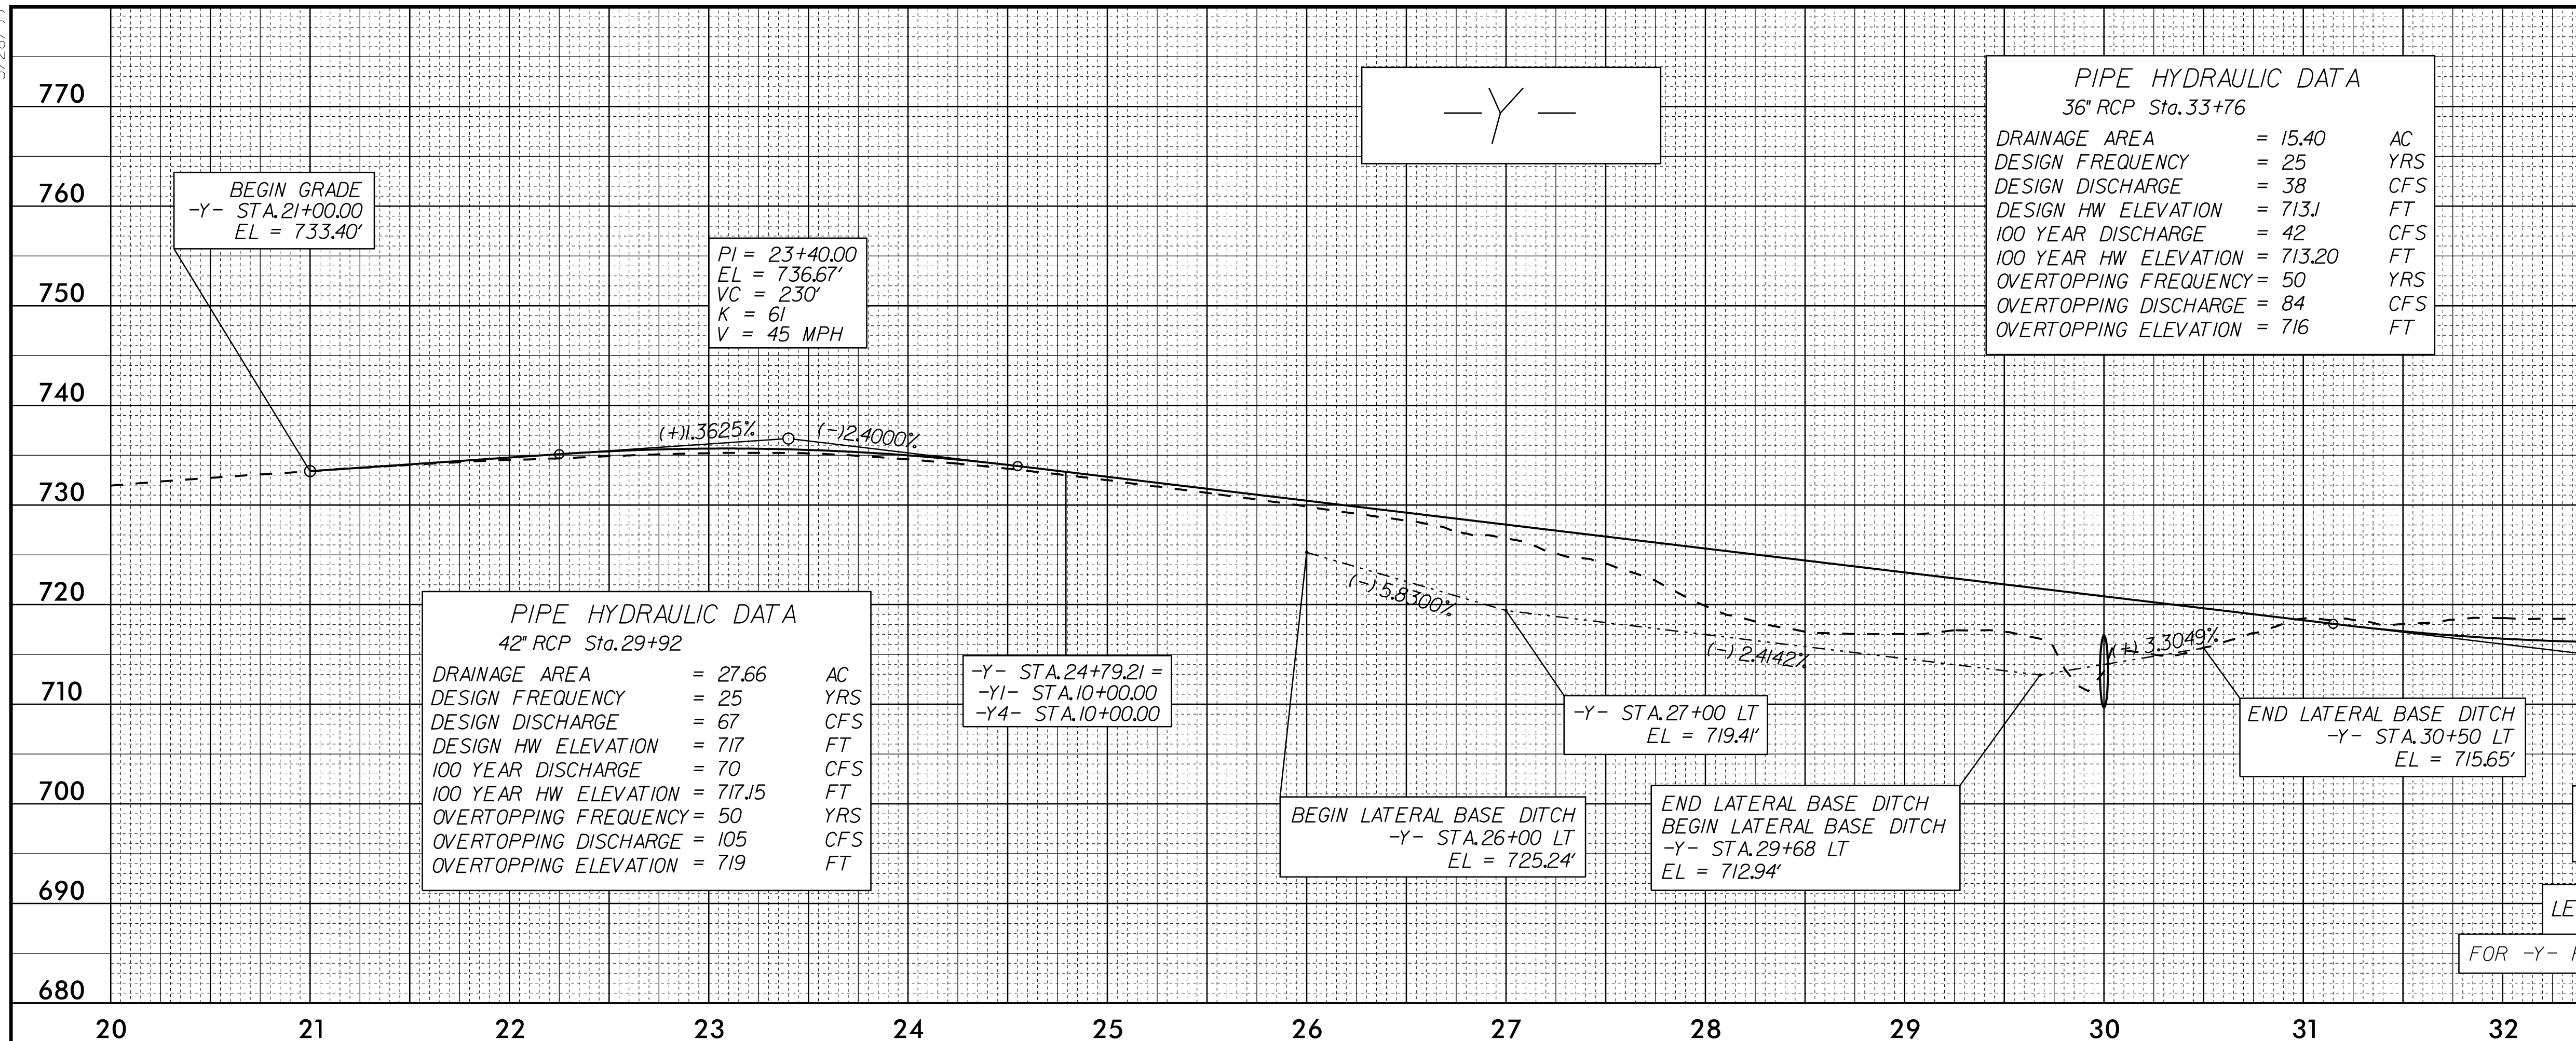 770
760
750
740
730
720
710
700
690
680
20 21 22 23 24 25 26 27 28 29 30 31 32
BEGIN GRADE
-Y- STA.21+00.00
EL = 733.40'
PI = 23+40.00
EL = 736.67'
VC = 230'
K = 61
V = 45 MPH
-Y-
PIPE HYDRAULIC DATA
36" RCP Sta.33+76
DRAINAGE AREA = 15.40 AC
DESIGN FREQUENCY = 25 YRS
DESIGN DISCHARGE = 38 CFS
DESIGN HW ELEVATION = 713.1 FT
100 YEAR DISCHARGE = 42 CFS
100 YEAR HW ELEVATION = 713.20 FT
OVERTOPPING FREQUENCY = 50 YRS
OVERTOPPING DISCHARGE = 84 CFS
OVERTOPPING ELEVATION = 716 FT
(+)1.3625%
(-)2.4000%
(-) 5.8300%
(-) 2.4142%
(+) 3.3049%
PIPE HYDRAULIC DATA
42" RCP Sta.29+92
DRAINAGE AREA = 27.66 AC
DESIGN FREQUENCY = 25 YRS
DESIGN DISCHARGE = 67 CFS
DESIGN HW ELEVATION = 717 FT
100 YEAR DISCHARGE = 70 CFS
100 YEAR HW ELEVATION = 717.15 FT
OVERTOPPING FREQUENCY = 50 YRS
OVERTOPPING DISCHARGE = 105 CFS
OVERTOPPING ELEVATION = 719 FT
-Y- STA.24+79.21 =
-Y1- STA.10+00.00
-Y4- STA.10+00.00
BEGIN LATERAL BASE DITCH
-Y- STA.26+00 LT
EL = 725.24'
-Y- STA.27+00 LT
EL = 719.41'
END LATERAL BASE DITCH
BEGIN LATERAL BASE DITCH
-Y- STA.29+68 LT
EL = 712.94'
END LATERAL BASE DITCH
-Y- STA.30+50 LT
EL = 715.65'
LE
FOR -Y-